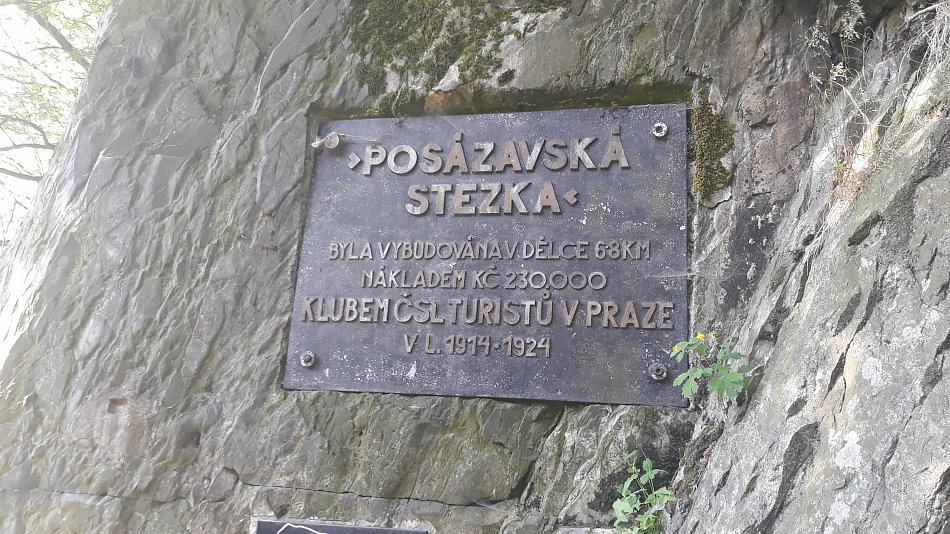 ›POSÁZAVSKÁ
STEZKA‹
BYLA VYBUDOVÁNA V DÉLCE 68 KM
NÁKLADEM KČ 230,000
KLUBEM ČSL TURISTŮ V PRAZE
V L. 1914-1924